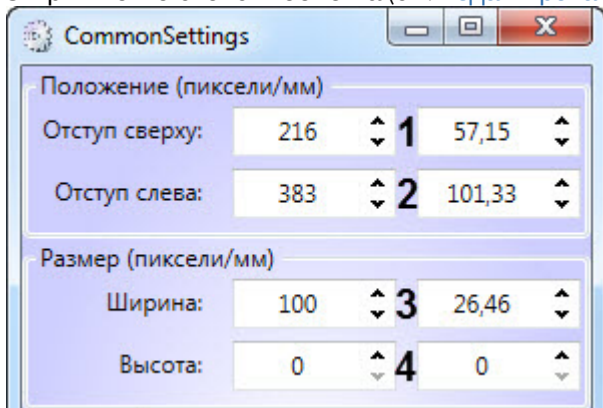 CommonSettings
Положение (пиксели/мм)
Отступ сверху: 216 1 57,15
Отступ слева: 383 2 101,33
Размер (пиксели/мм)
Ширина: 100 3 26,46
Высота: 0 4 0